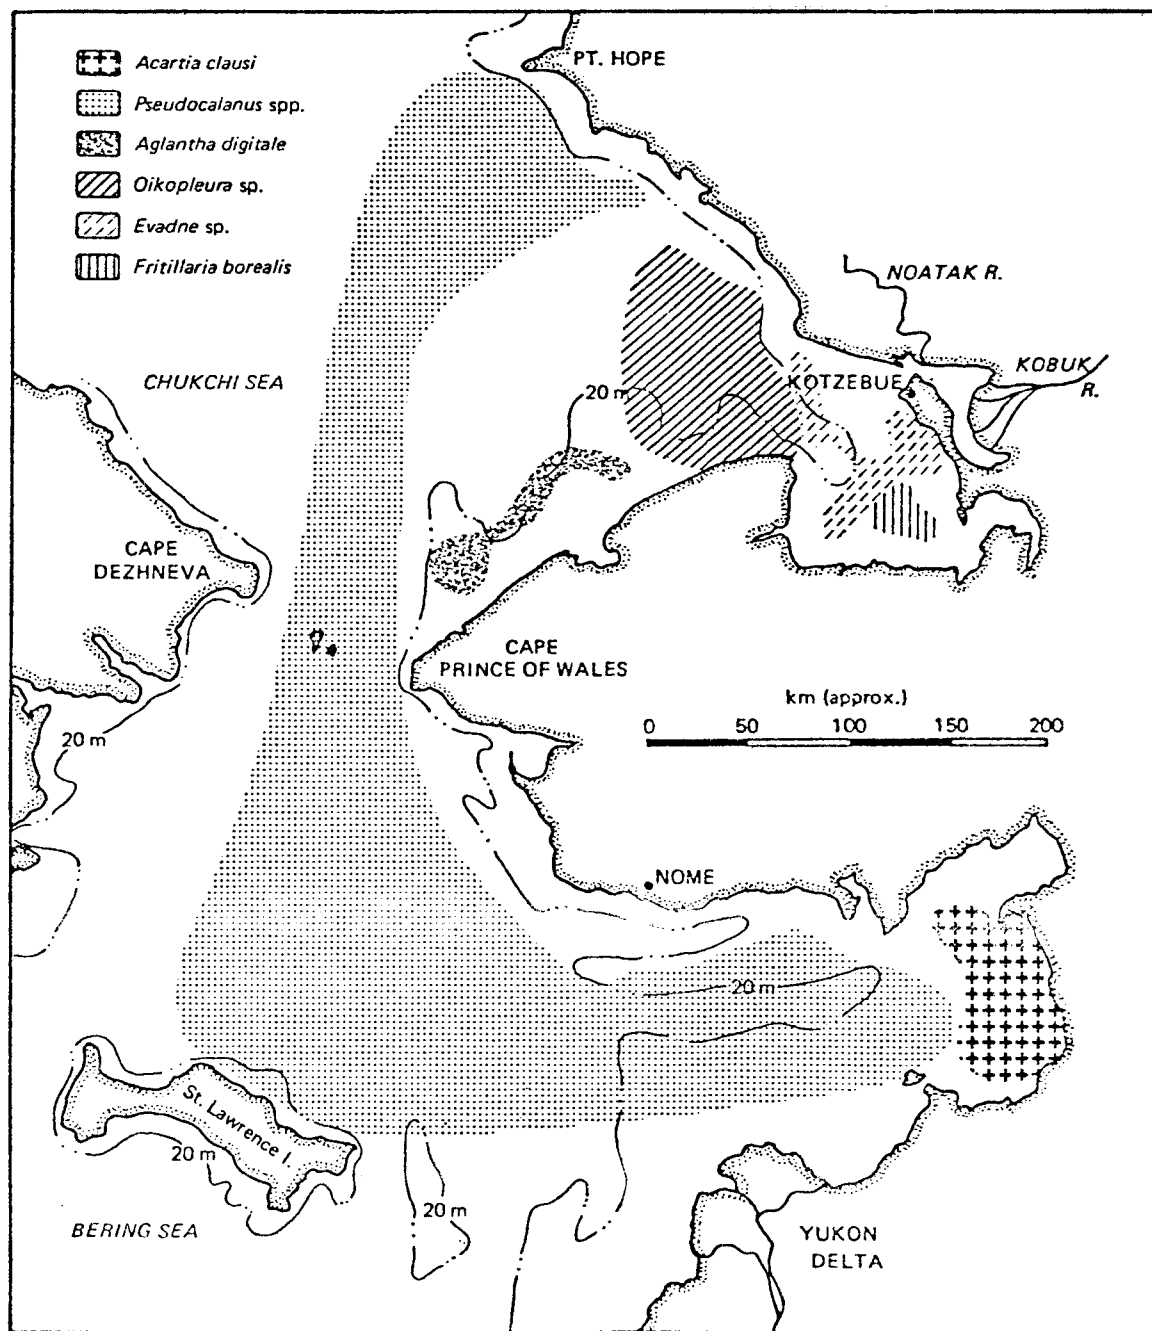 Acartia clausi
Pseudocalanus spp.
Aglantha digitale
Oikopleura sp.
Evadne sp.
Fritillaria borealis
PT. HOPE
NOATAK R.
CHUKCHI SEA
KOTZEBUE
KOBUK
R.
20 m
CAPE
DEZHNEVA
CAPE
PRINCE OF WALES
km (approx.)
0 50 100 150 200
20 m
NOME
20 m
St. Lawrence I.
20 m
20 m
BERING SEA
YUKON
DELTA